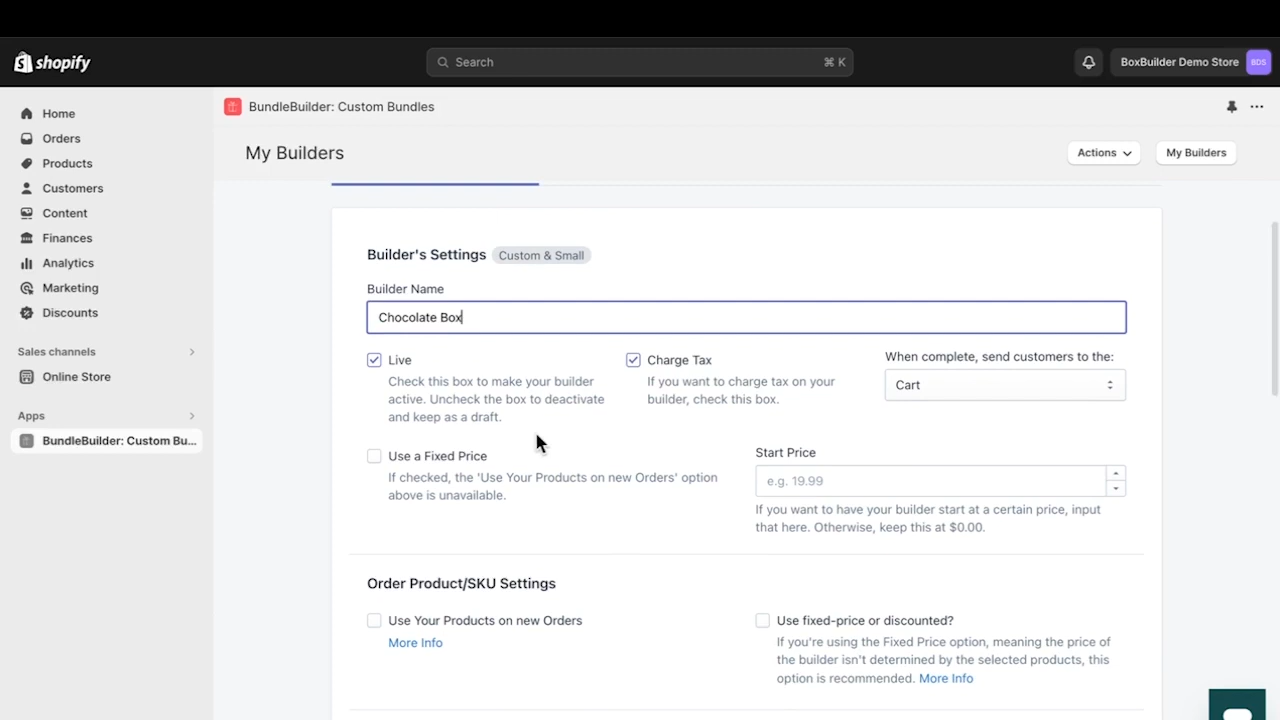 shopify
Search
⌘ K
BoxBuilder Demo Store
BDS
Home
Orders
Products
Customers
Content
Finances
Analytics
Marketing
Discounts
Sales channels
Online Store
Apps
BundleBuilder: Custom Bu...
BundleBuilder: Custom Bundles
My Builders
Actions
My Builders
Builder's Settings
Custom & Small
Builder Name
Chocolate Box
Live
Check this box to make your builder
active. Uncheck the box to deactivate
and keep as a draft.
Charge Tax
If you want to charge tax on your
builder, check this box.
When complete, send customers to the:
Cart
Use a Fixed Price
If checked, the 'Use Your Products on new Orders' option
above is unavailable.
Start Price
e.g. 19.99
If you want to have your builder start at a certain price, input
that here. Otherwise, keep this at $0.00.
Order Product/SKU Settings
Use Your Products on new Orders
More Info
Use fixed-price or discounted?
If you're using the Fixed Price option, meaning the price of
the builder isn't determined by the selected products, this
option is recommended. More Info